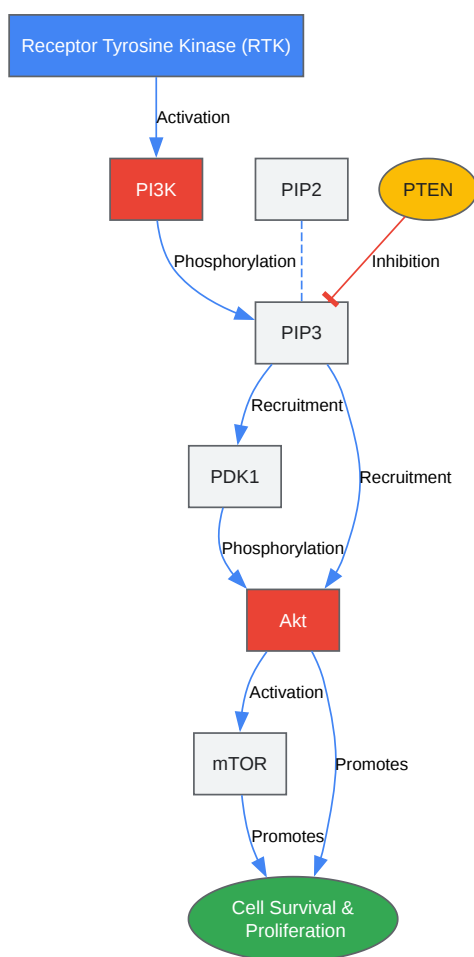 Receptor Tyrosine Kinase (RTK)
Activation
PI3K
PIP2
PTEN
Phosphorylation
Inhibition
PIP3
Recruitment
PDK1
Recruitment
Phosphorylation
Akt
Activation
mTOR
Promotes
Promotes
Cell Survival &
Proliferation